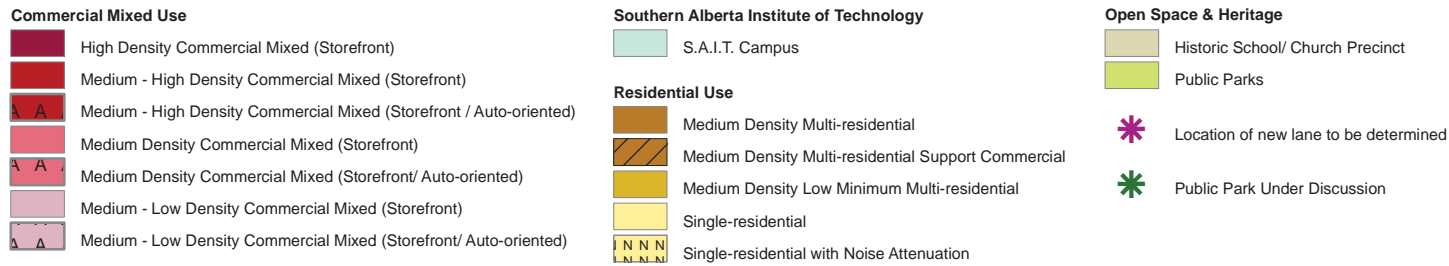 Commercial Mixed Use
High Density Commercial Mixed (Storefront)
Medium - High Density Commercial Mixed (Storefront)
A A
Medium - High Density Commercial Mixed (Storefront / Auto-oriented)
Medium Density Commercial Mixed (Storefront)
A A
Medium Density Commercial Mixed (Storefront/ Auto-oriented)
Medium - Low Density Commercial Mixed (Storefront)
A A
Medium - Low Density Commercial Mixed (Storefront/ Auto-oriented)
Southern Alberta Institute of Technology
S.A.I.T. Campus
Residential Use
Medium Density Multi-residential
Medium Density Multi-residential Support Commercial
Medium Density Low Minimum Multi-residential
Single-residential
N N N N
N N N N
Single-residential with Noise Attenuation
Open Space & Heritage
Historic School/ Church Precinct
Public Parks
Location of new lane to be determined
Public Park Under Discussion